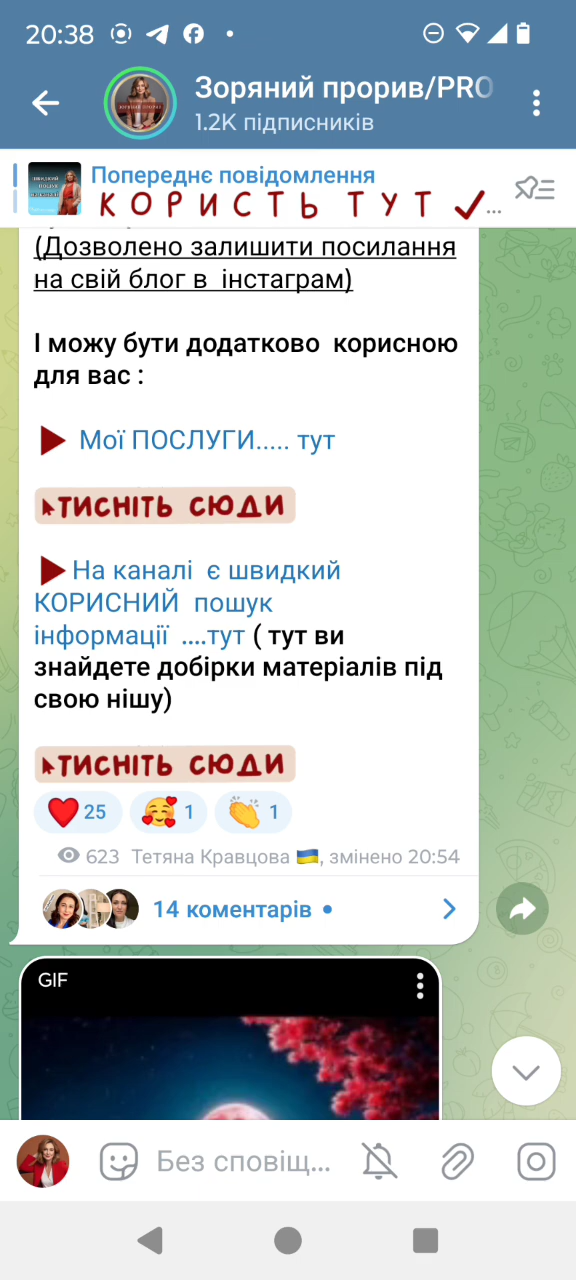 20:38
Зоряний прорив/PRO
1.2K підписників
Попереднє повідомлення
КОРИСТЬ ТУТ ...
(Дозволено залишити посилання
на свій блог в інстаграм)
І можу бути додатково корисною
для вас :
Мої ПОСЛУГИ..... тут
ТИСНІТЬ СЮДИ
На каналі є швидкий
КОРИСНИЙ пошук
інформації ....тут ( тут ви
знайдете добірки матеріалів під
свою нішу)
ТИСНІТЬ СЮДИ
25 1 1
623 Тетяна Кравцова, змінено 20:54
14 коментарів
GIF
Без сповіщ...